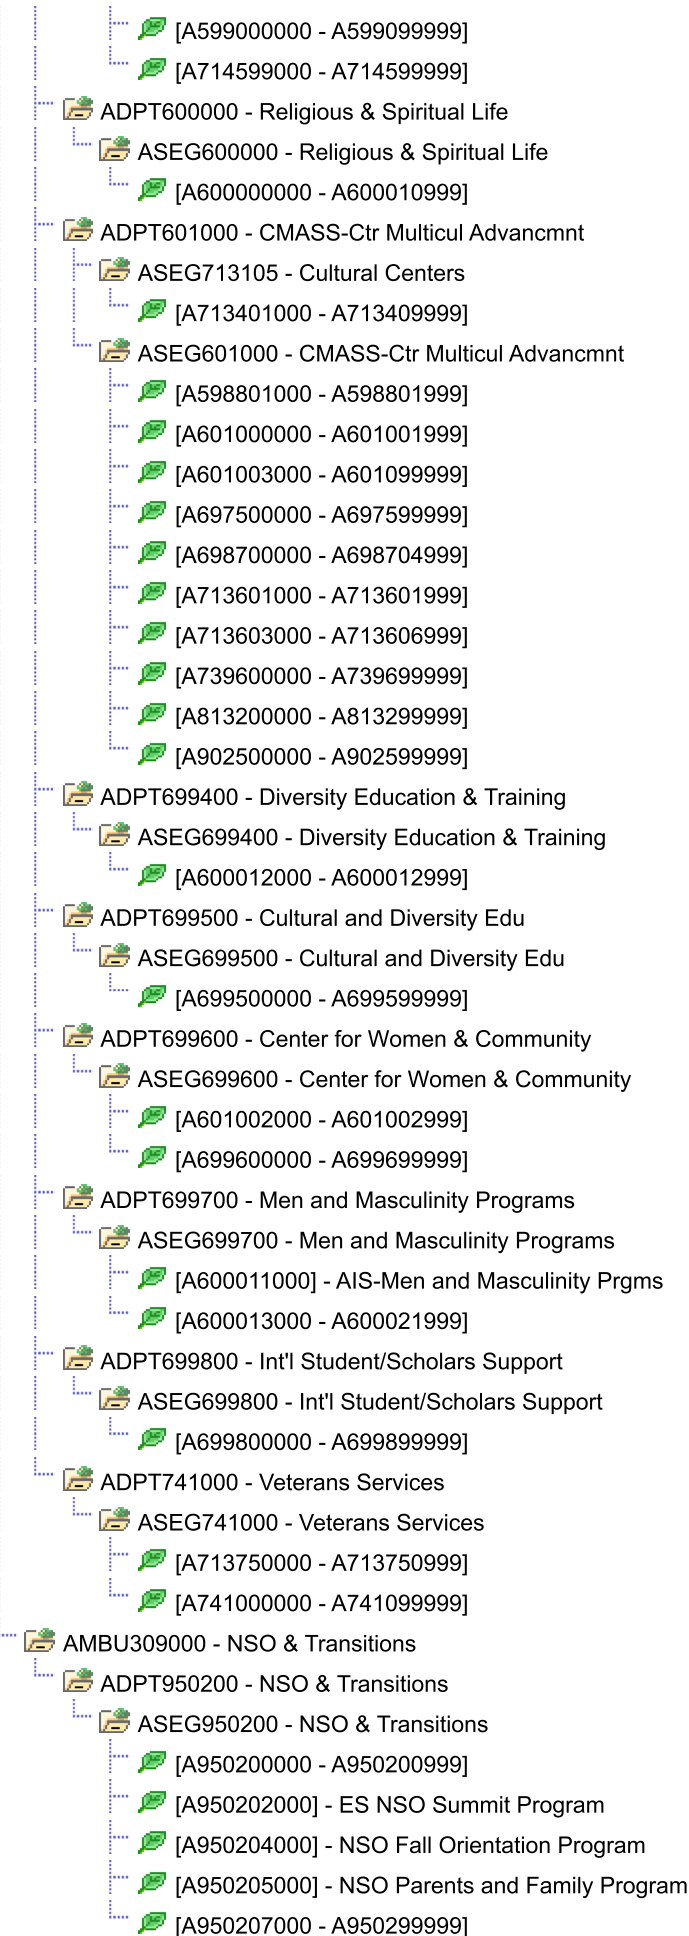 [A599000000 - A599099999]
[A714599000 - A714599999]
ADPT600000 - Religious & Spiritual Life
ASEG600000 - Religious & Spiritual Life
[A600000000 - A600010999]
ADPT601000 - CMASS-Ctr Multicul Advancmnt
ASEG713105 - Cultural Centers
[A713401000 - A713409999]
ASEG601000 - CMASS-Ctr Multicul Advancmnt
[A598801000 - A598801999]
[A601000000 - A601001999]
[A601003000 - A601099999]
[A697500000 - A697599999]
[A698700000 - A698704999]
[A713601000 - A713601999]
[A713603000 - A713606999]
[A739600000 - A739699999]
[A813200000 - A813299999]
[A902500000 - A902599999]
ADPT699400 - Diversity Education & Training
ASEG699400 - Diversity Education & Training
[A600012000 - A600012999]
ADPT699500 - Cultural and Diversity Edu
ASEG699500 - Cultural and Diversity Edu
[A699500000 - A699599999]
ADPT699600 - Center for Women & Community
ASEG699600 - Center for Women & Community
[A601002000 - A601002999]
[A699600000 - A699699999]
ADPT699700 - Men and Masculinity Programs
ASEG699700 - Men and Masculinity Programs
[A600011000] - AIS-Men and Masculinity Prgms
[A600013000 - A600021999]
ADPT699800 - Int'l Student/Scholars Support
ASEG699800 - Int'l Student/Scholars Support
[A699800000 - A699899999]
ADPT741000 - Veterans Services
ASEG741000 - Veterans Services
[A713750000 - A713750999]
[A741000000 - A741099999]
AMBU309000 - NSO & Transitions
ADPT950200 - NSO & Transitions
ASEG950200 - NSO & Transitions
[A950200000 - A950200999]
[A950202000] - ES NSO Summit Program
[A950204000] - NSO Fall Orientation Program
[A950205000] - NSO Parents and Family Program
[A950207000 - A950299999]